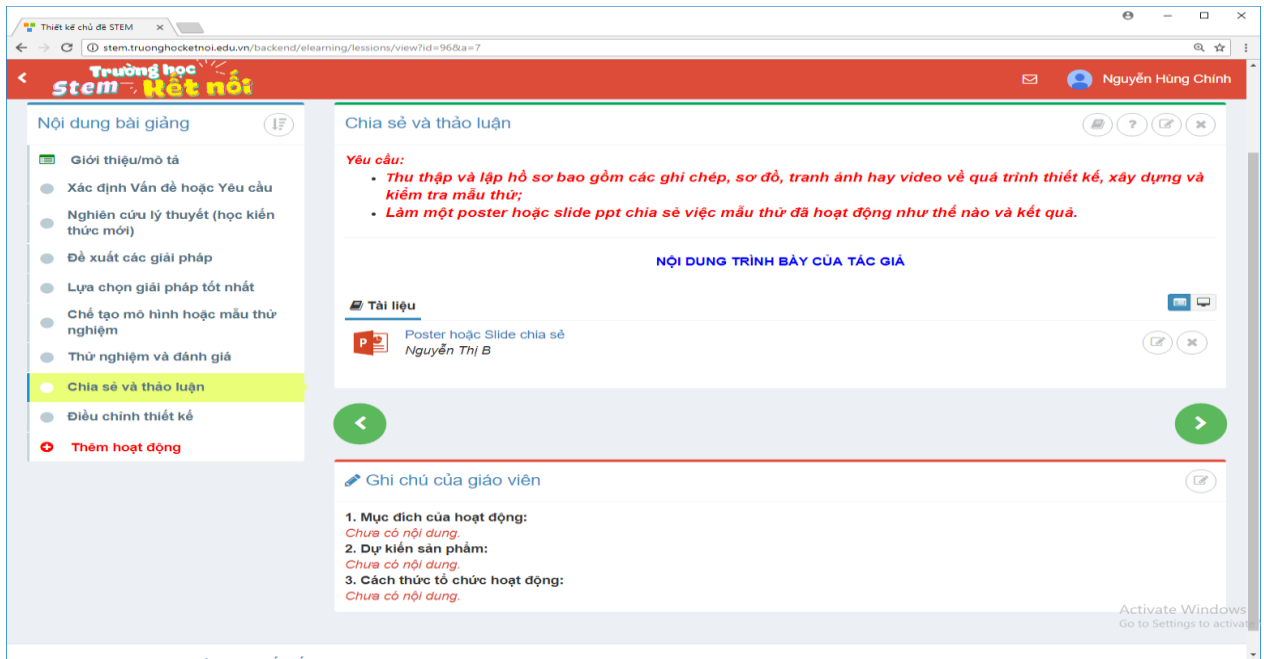 Thiết kế chủ đề STEM
stem.truonghocketnoi.edu.vn/backend/elearning/lessions/view?id=96&a=7
Trường học
Stem Kết nối
Nguyễn Hùng Chính
Nội dung bài giảng
Giới thiệu/mô tả
Xác định Vấn đề hoặc Yêu cầu
Nghiên cứu lý thuyết (học kiến
thức mới)
Đề xuất các giải pháp
Lựa chọn giải pháp tốt nhất
Chế tạo mô hình hoặc mẫu thử
nghiệm
Thử nghiệm và đánh giá
Chia sẻ và thảo luận
Điều chỉnh thiết kế
Thêm hoạt động
Chia sẻ và thảo luận
Yêu cầu:
• Thu thập và lập hồ sơ bao gồm các ghi chép, sơ đồ, tranh ảnh hay video về quá trình thiết kế, xây dựng và
kiểm tra mẫu thử;
• Làm một poster hoặc slide ppt chia sẻ việc mẫu thử đã hoạt động như thế nào và kết quả.
NỘI DUNG TRÌNH BÀY CỦA TÁC GIẢ
Tài liệu
Poster hoặc Slide chia sẻ
Nguyễn Thị B
Ghi chú của giáo viên
1. Mục đích của hoạt động:
Chưa có nội dung.
2. Dự kiến sản phẩm:
Chưa có nội dung.
3. Cách thức tổ chức hoạt động:
Chưa có nội dung.
Activate Windows
Go to Settings to activate